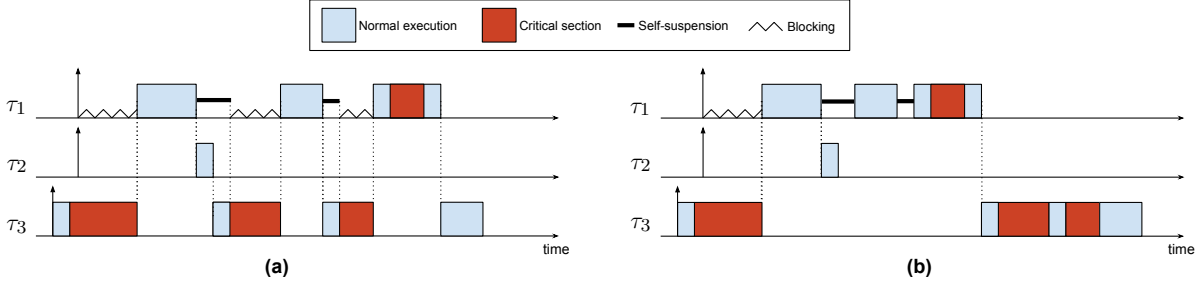 Normal execution Critical section Self-suspension Blocking
τ1 τ1
τ2 τ2
τ3 τ3
time time
(a) (b)